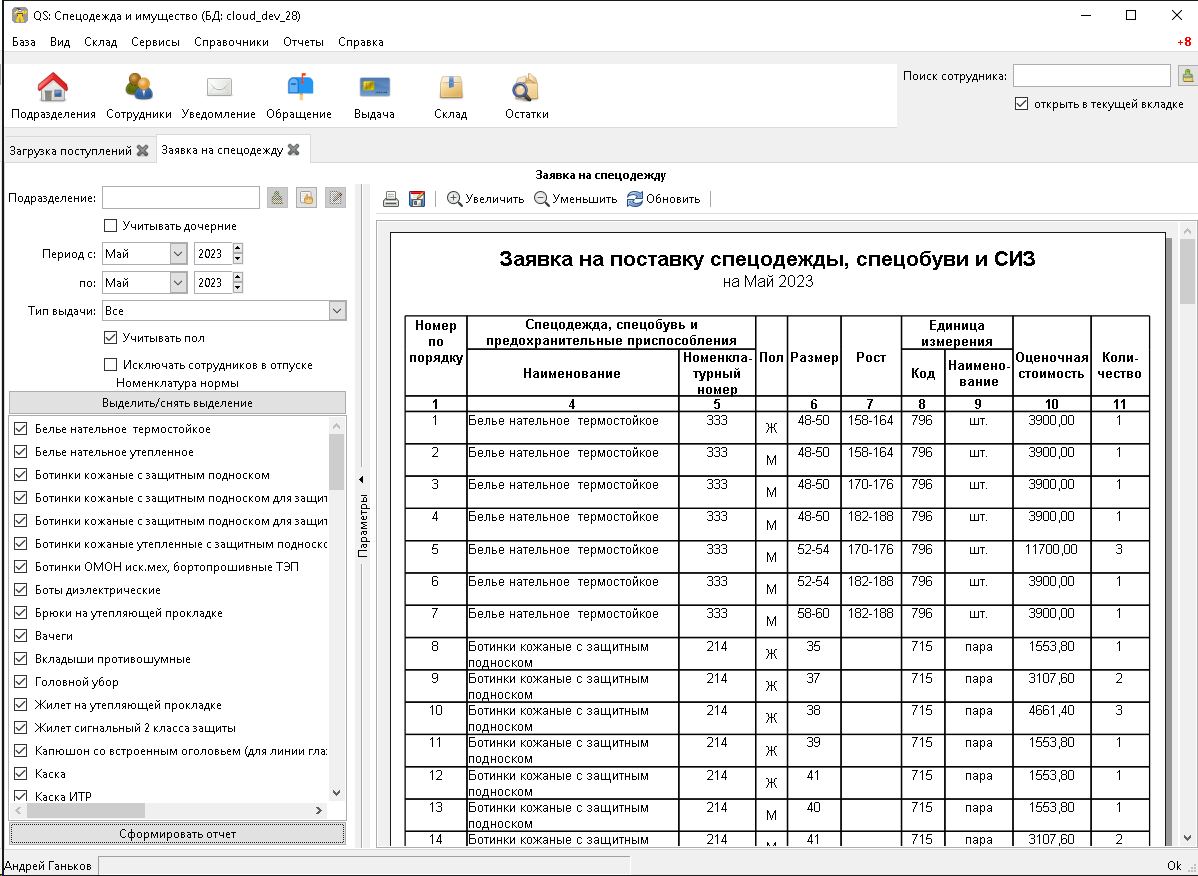 QS: Спецодежда и имущество (БД: cloud_dev_28)
База Вид Склад Сервисы Справочники Отчеты Справка +8
Подразделения Сотрудники Уведомление Обращение Выдача Склад Остатки
Поиск сотрудника:
открыть в текущей вкладке
Загрузка поступлений Заявка на спецодежду
Заявка на спецодежду
Подразделение:
Учитывать дочерние
Период с: Май 2023
по: Май 2023
Тип выдачи: Все
Учитывать пол
Исключать сотрудников в отпуске
Номенклатура нормы
Выделить/снять выделение
Белье нательное термостойкое
Белье нательное утепленное
Ботинки кожаные с защитным подноском
Ботинки кожаные с защитным подноском для защит
Ботинки кожаные с защитным подноском для защит
Ботинки кожаные утепленные с защитным подноско
Ботинки ОМОН иск.мех, бортопрошивные ТЭП
Боты диэлектрические
Брюки на утепляющей прокладке
Вачеги
Вкладыши противошумные
Головной убор
Жилет на утепляющей прокладке
Жилет сигнальный 2 класса защиты
Капюшон со встроенным оголовьем (для линии гла
Каска
Каска ИТР
Сформировать отчет
Параметры
Увеличить Уменьшить Обновить
Заявка на поставку спецодежды, спецобуви и СИЗ
на Май 2023
Номер по порядку
Спецодежда, спецобувь и предохранительные приспособления
Наименование
Номенкла-турный номер
Пол
Размер
Рост
Единица измерения
Код
Наимено-вание
Оценочная стоимость
Коли-чество
1 4 5 6 7 8 9 10 11
1 Белье нательное термостойкое 333 Ж 48-50 158-164 796 шт. 3900,00 1
2 Белье нательное термостойкое 333 М 48-50 158-164 796 шт. 3900,00 1
3 Белье нательное термостойкое 333 М 48-50 170-176 796 шт. 3900,00 1
4 Белье нательное термостойкое 333 М 48-50 182-188 796 шт. 3900,00 1
5 Белье нательное термостойкое 333 М 52-54 170-176 796 шт. 11700,00 3
6 Белье нательное термостойкое 333 М 52-54 182-188 796 шт. 3900,00 1
7 Белье нательное термостойкое 333 М 58-60 182-188 796 шт. 3900,00 1
8 Ботинки кожаные с защитным подноском 214 Ж 35 715 пара 1553,80 1
9 Ботинки кожаные с защитным подноском 214 Ж 37 715 пара 3107,60 2
10 Ботинки кожаные с защитным подноском 214 Ж 38 715 пара 4661,40 3
11 Ботинки кожаные с защитным подноском 214 Ж 39 715 пара 1553,80 1
12 Ботинки кожаные с защитным подноском 214 Ж 41 715 пара 1553,80 1
13 Ботинки кожаные с защитным подноском 214 М 40 715 пара 1553,80 1
14 Ботинки кожаные с защитным 214 М 41 715 пара 3107,60 2
Андрей Ганьков
Ok